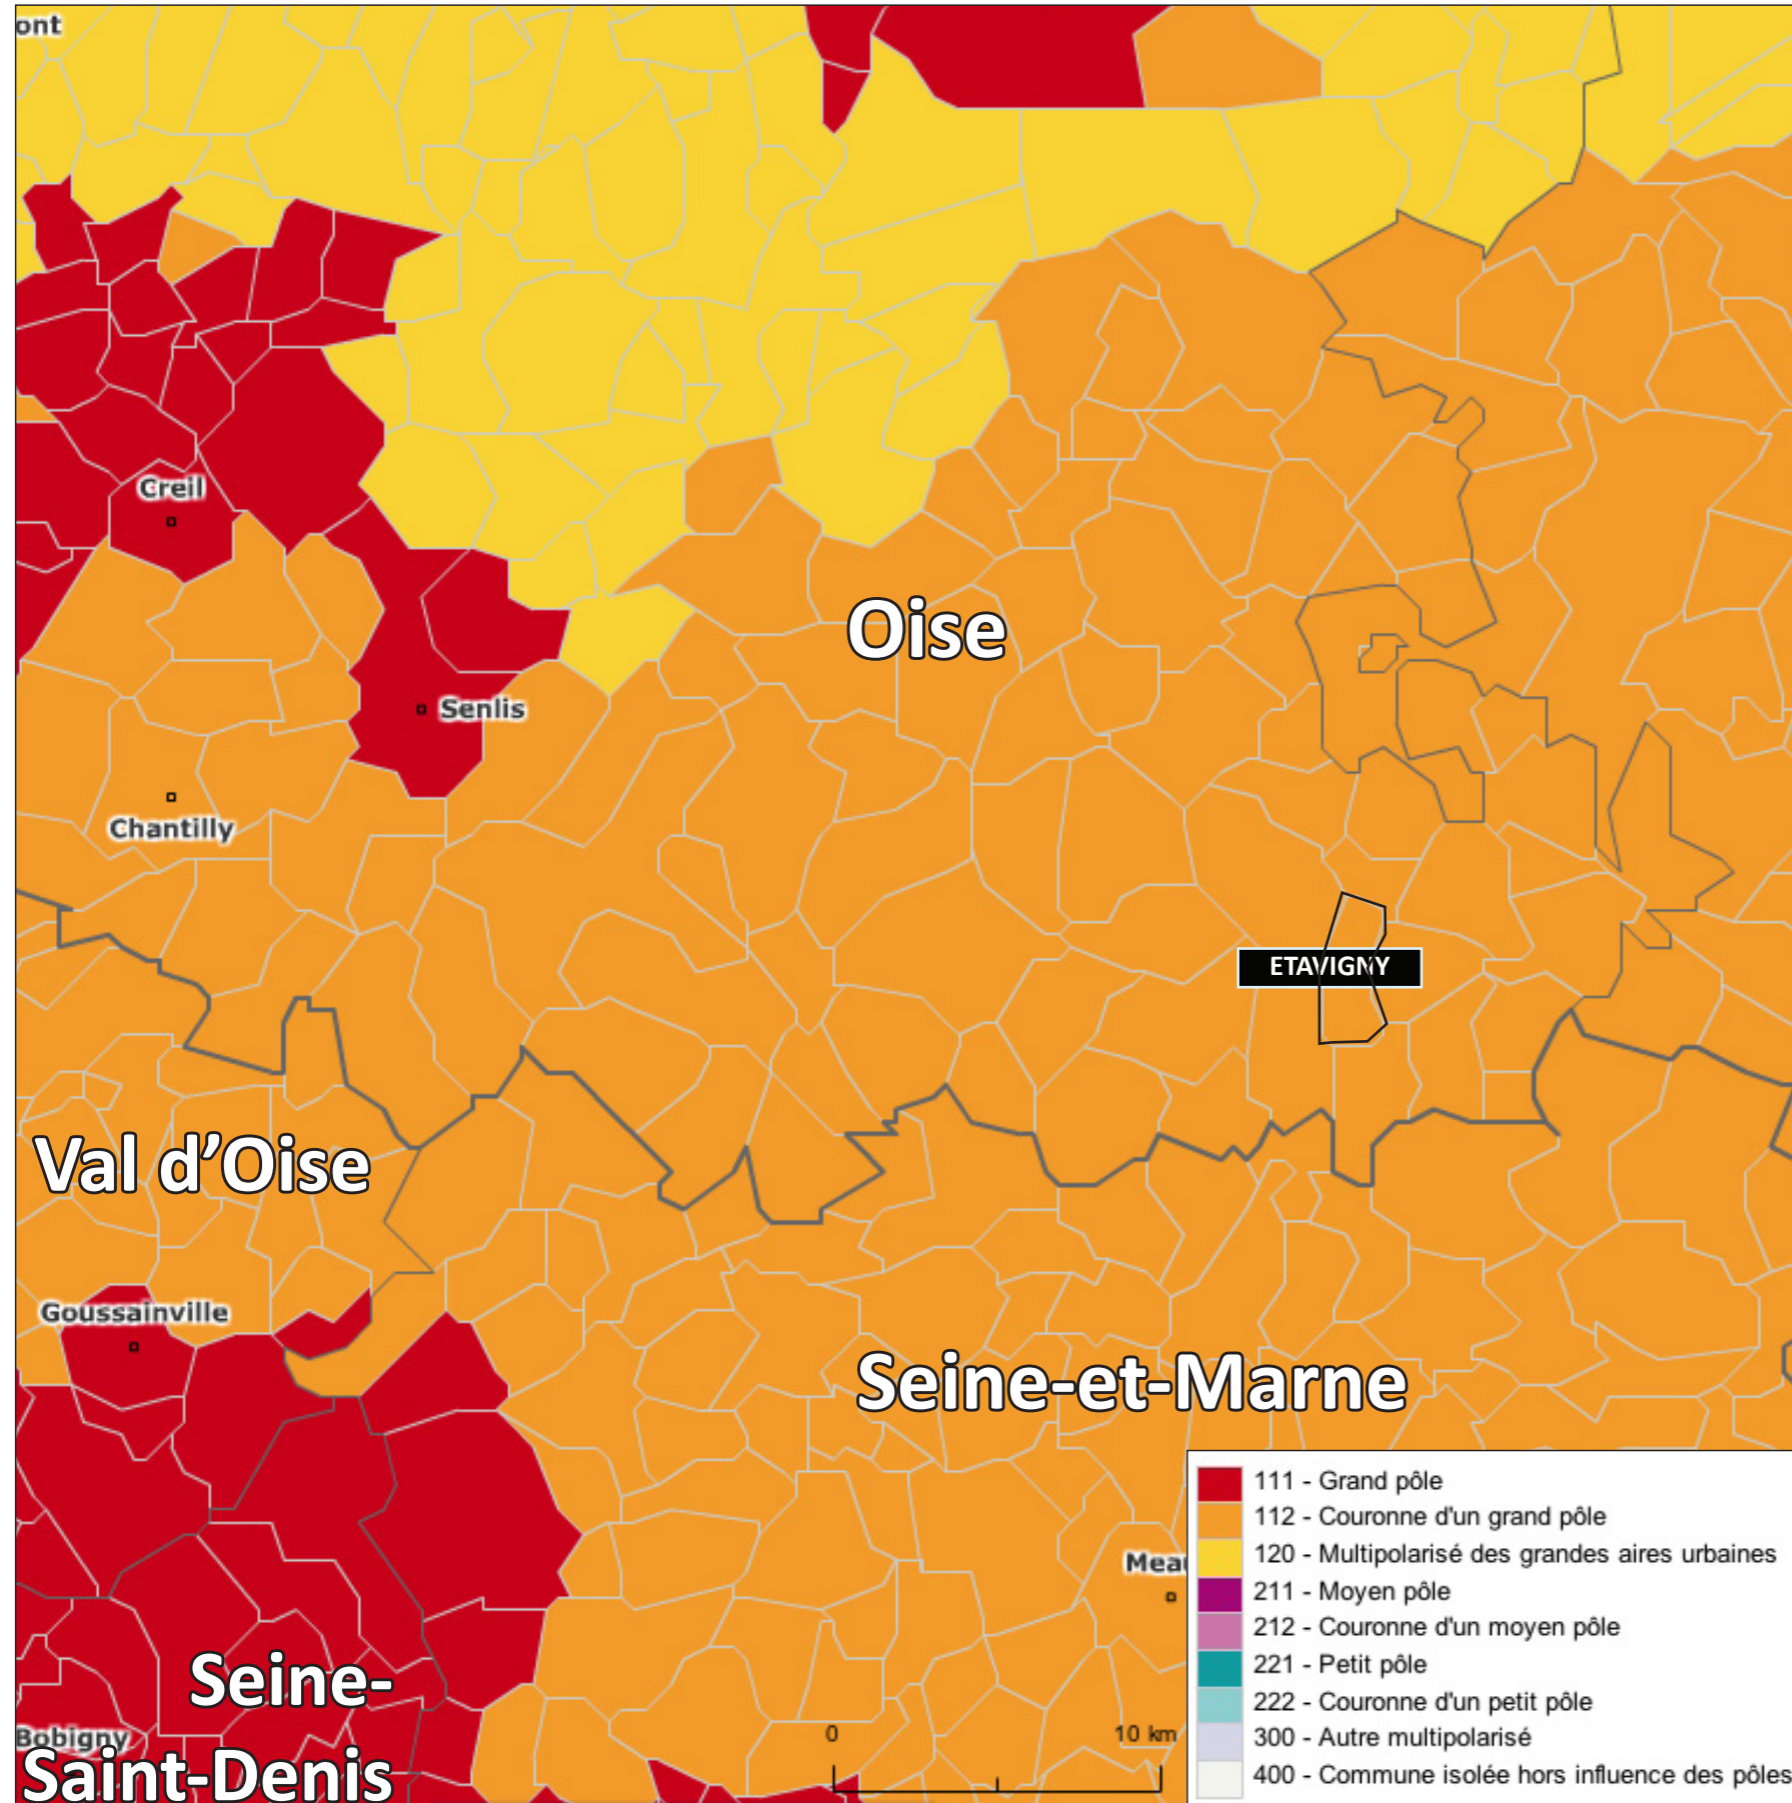 ont
Creil
Oise
Senlis
Chantilly
ETAVIGNY
Val d'Oise
Goussainville
Seine-et-Marne
Seine-
Saint-Denis
Bobigny
Mea
0 10 km
111 - Grand pôle
112 - Couronne d'un grand pôle
120 - Multipolarisé des grandes aires urbaines
211 - Moyen pôle
212 - Couronne d'un moyen pôle
221 - Petit pôle
222 - Couronne d'un petit pôle
300 - Autre multipolarisé
400 - Commune isolée hors influence des pôles